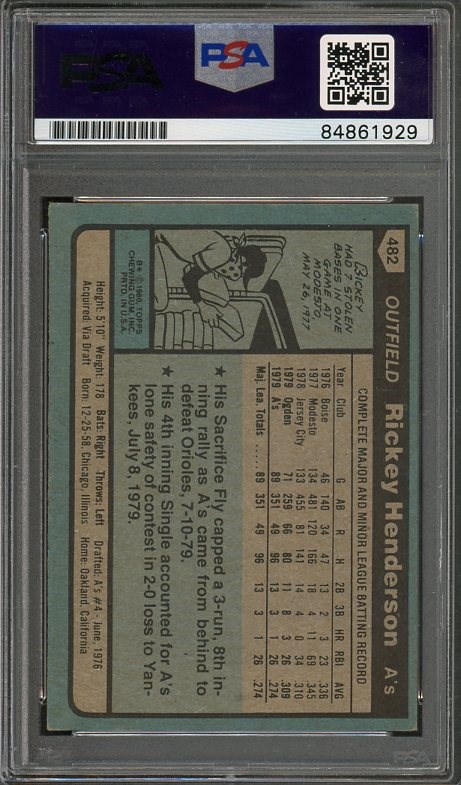 PSA
PSA
84861929
482 OUTFIELD Rickey Henderson A's
RICKEY
HAD 7 STOLEN
BASES IN ONE
GAME AT
MODESTO,
MAY 26, 1977
COMPLETE MAJOR AND MINOR LEAGUE BATTING RECORD
Year Club G AB R H 2B 3B HR RBI AVG
1976 Boise 46 140 34 47 13 2 3 23 .336
1977 Modesto 134 481 120 166 18 4 11 69 .345
1978 Jersey City 133 455 81 141 14 4 0 34 .310
1979 Ogden 71 259 66 80 11 8 3 26 .309
1979 A's 89 351 49 96 13 3 1 26 .274
Maj. Lea. Totals ..... 89 351 49 96 13 3 1 26 .274
★ His Sacrifice Fly capped a 3-run, 8th in-
ning rally as A's came from behind to
defeat Orioles, 7-10-79.
★ His 4th inning Single accounted for A's
lone safety of contest in 2-0 loss to Yan-
kees, July 8, 1979.
B★ © 1980 TOPPS
CHEWING GUM, INC.
PRTD. IN U.S.A.
Height: 5'10" Weight: 178 Bats: Right Throws: Left Drafted: A's #4 - June, 1976
Acquired: Via Draft Born: 12-25-58, Chicago, Illinois Home: Oakland, California
PSA